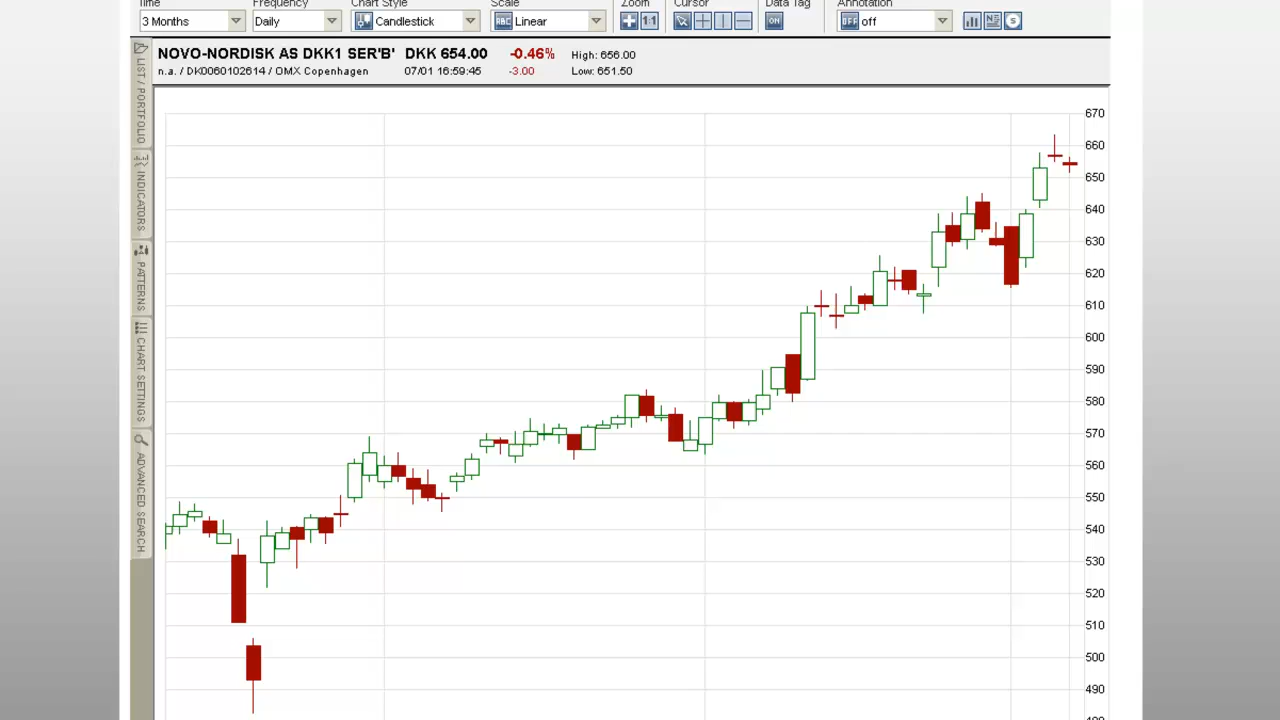 Time Frequency Chart Style Scale Zoom Cursor Data Tag Annotation
3 Months Daily Candlestick ABC Linear 1:1 ON OFF off NE S
NOVO-NORDISK AS DKK1 SER'B' DKK 654.00 -0.46% High: 656.00
n.a. / DK0060102614 / OMX Copenhagen 07/01 16:59:45 -3.00 Low: 651.50
LIST / PORTFOLIO
INDICATORS
PATTERNS
CHART SETTINGS
ADVANCED SEARCH
670
660
650
640
630
620
610
600
590
580
570
560
550
540
530
520
510
500
490